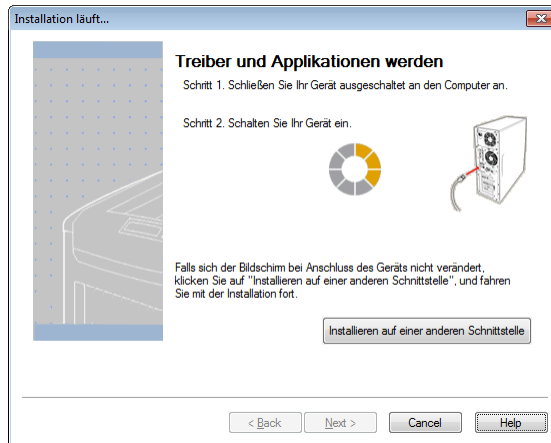 Installation läuft...
Treiber und Applikationen werden
Schritt 1. Schließen Sie Ihr Gerät ausgeschaltet an den Computer an.
Schritt 2. Schalten Sie Ihr Gerät ein.
Falls sich der Bildschirm bei Anschluss des Geräts nicht verändert,
klicken Sie auf "Installieren auf einer anderen Schnittstelle", und fahren
Sie mit der Installation fort.
Installieren auf einer anderen Schnittstelle
< Back
Next >
Cancel
Help